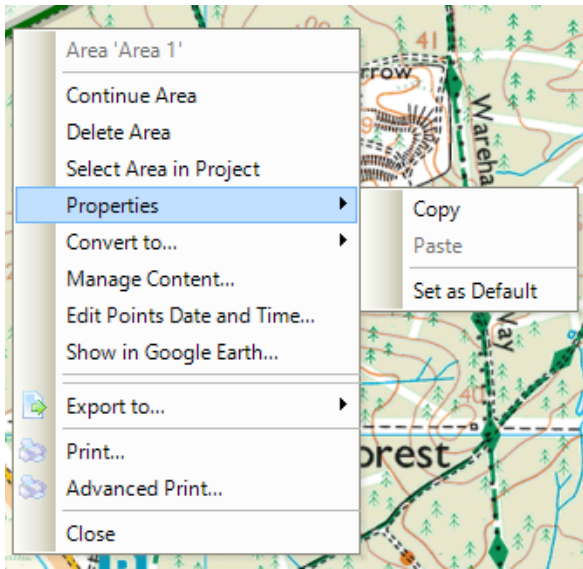 Area 'Area 1'
Continue Area
Delete Area
Select Area in Project
Properties
Convert to...
Manage Content...
Edit Points Date and Time...
Show in Google Earth...
Export to...
Print...
Advanced Print...
Close
Copy
Paste
Set as Default
41
rrow
9
Wareha
Way
40
orest